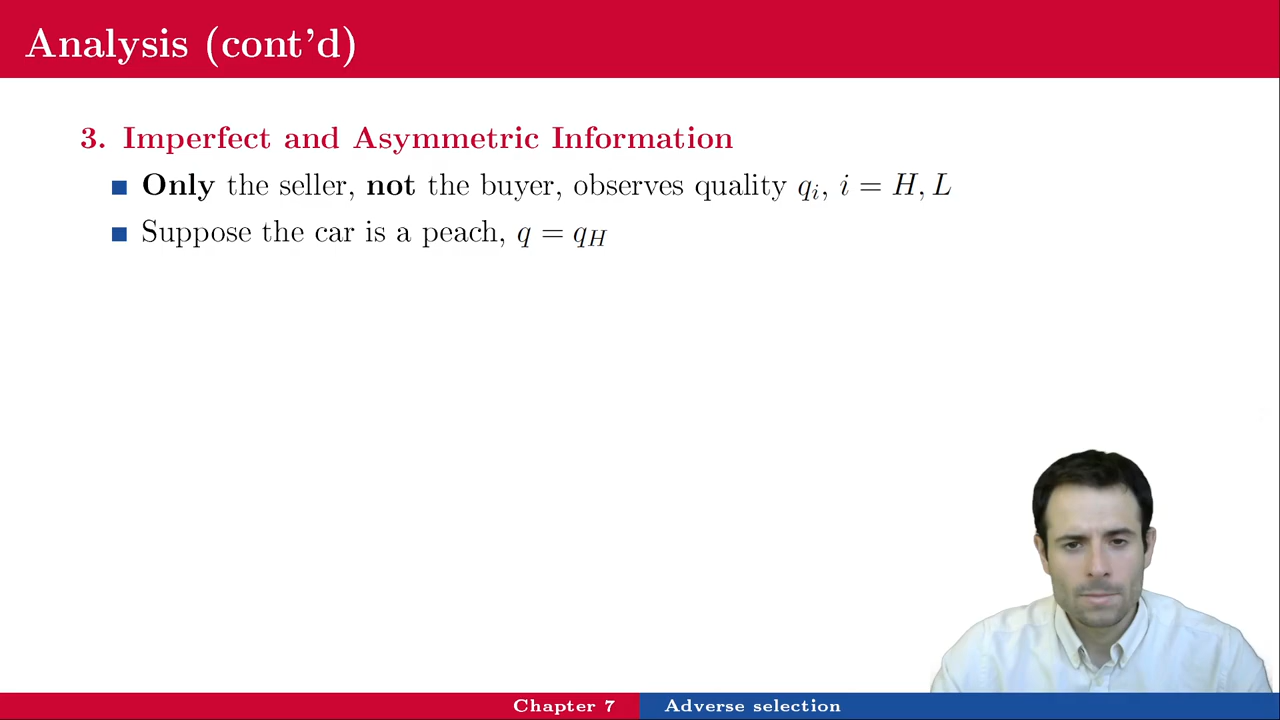 Analysis (cont'd)
3. Imperfect and Asymmetric Information
Only the seller, not the buyer, observes quality qᵢ, i = H, L
Suppose the car is a peach, q = q_H
Chapter 7
Adverse selection